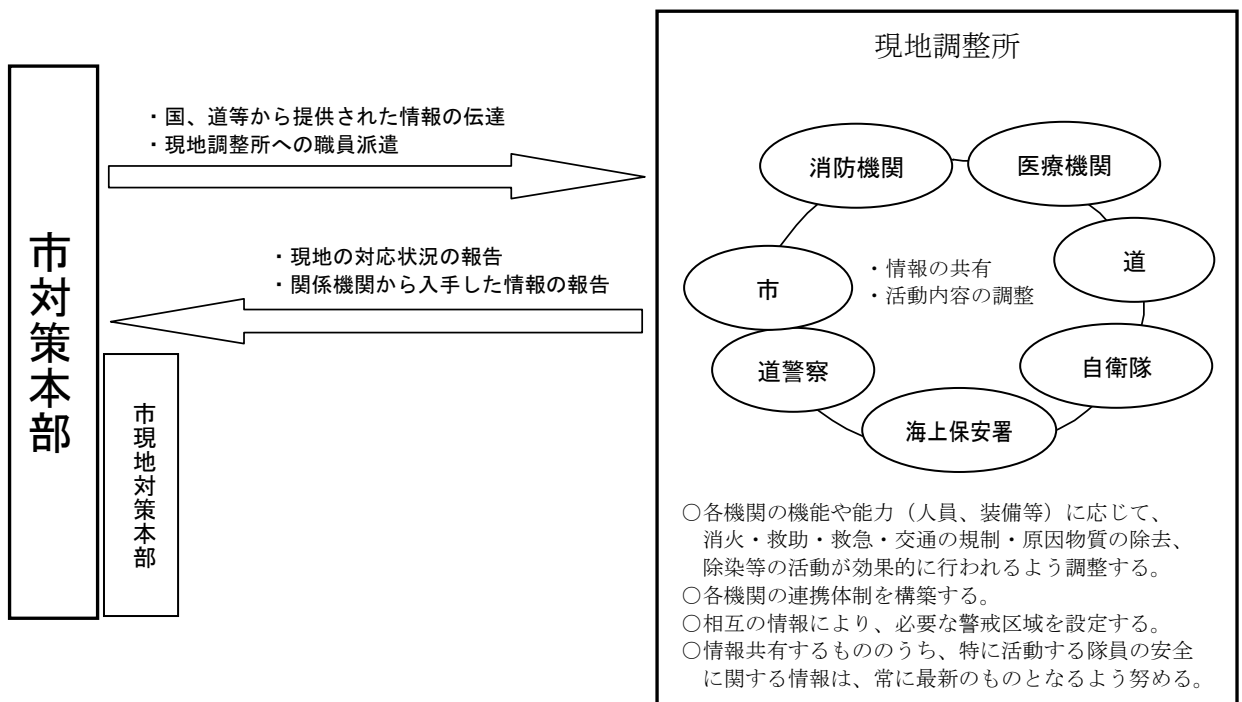 市対策本部
市現地対策本部
・国、道等から提供された情報の伝達
・現地調整所への職員派遣
・現地の対応状況の報告
・関係機関から入手した情報の報告
現地調整所
消防機関
医療機関
道
自衛隊
海上保安署
道警察
市
・情報の共有
・活動内容の調整
○各機関の機能や能力（人員、装備等）に応じて、
消火・救助・救急・交通の規制・原因物質の除去、
除染等の活動が効果的に行われるよう調整する。
○各機関の連携体制を構築する。
○相互の情報により、必要な警戒区域を設定する。
○情報共有するもののうち、特に活動する隊員の安全
に関する情報は、常に最新のものとなるよう努める。